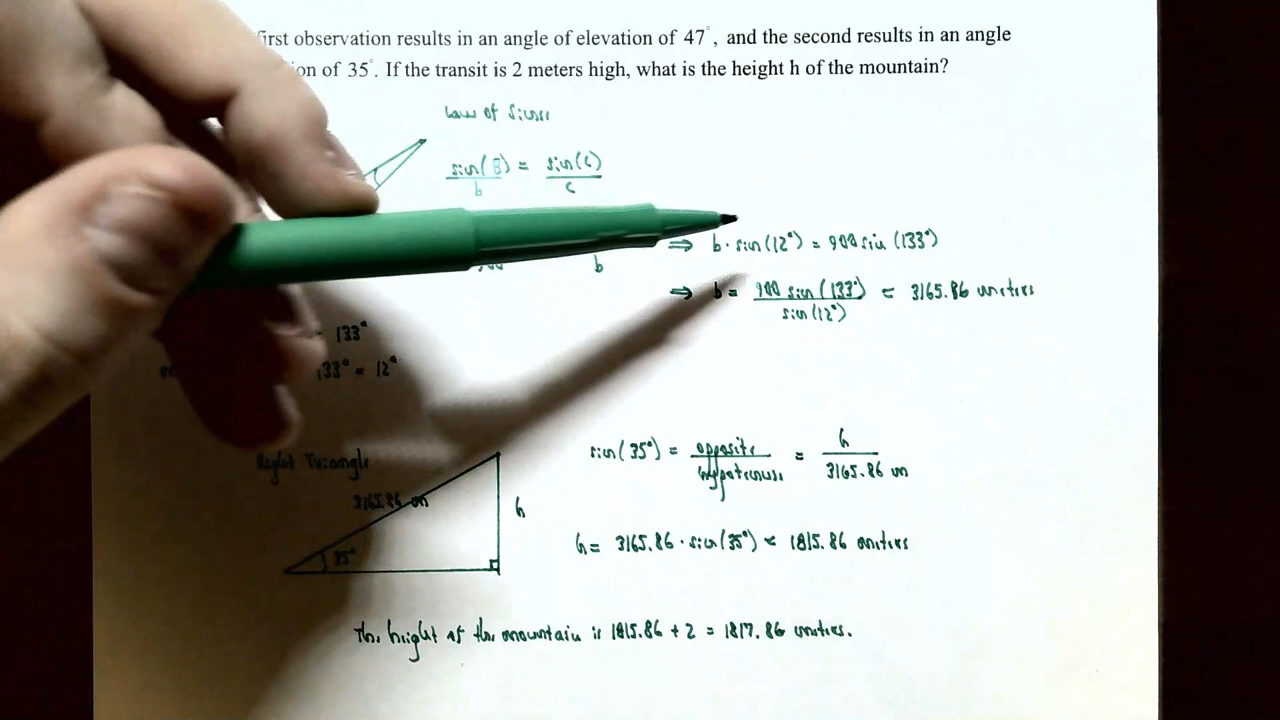 first observation results in an angle of elevation of 47°, and the second results in an angle
on of 35°. If the transit is 2 meters high, what is the height h of the mountain?
Law of Sines
sin(B)/b = sin(C)/c
b
⇒ b · sin(12°) = 900 sin(133°)
⇒ b = 900 sin(133°)/sin(12°) = 3165.86 meters
133°
133° = 12°
Right Triangle
3165.86 m
h
35°
sin(35°) = opposite/hypotenuse = h/3165.86 m
h = 3165.86 · sin(35°) = 1815.86 meters
The height of the mountain is 1815.86 + 2 = 1817.86 meters.